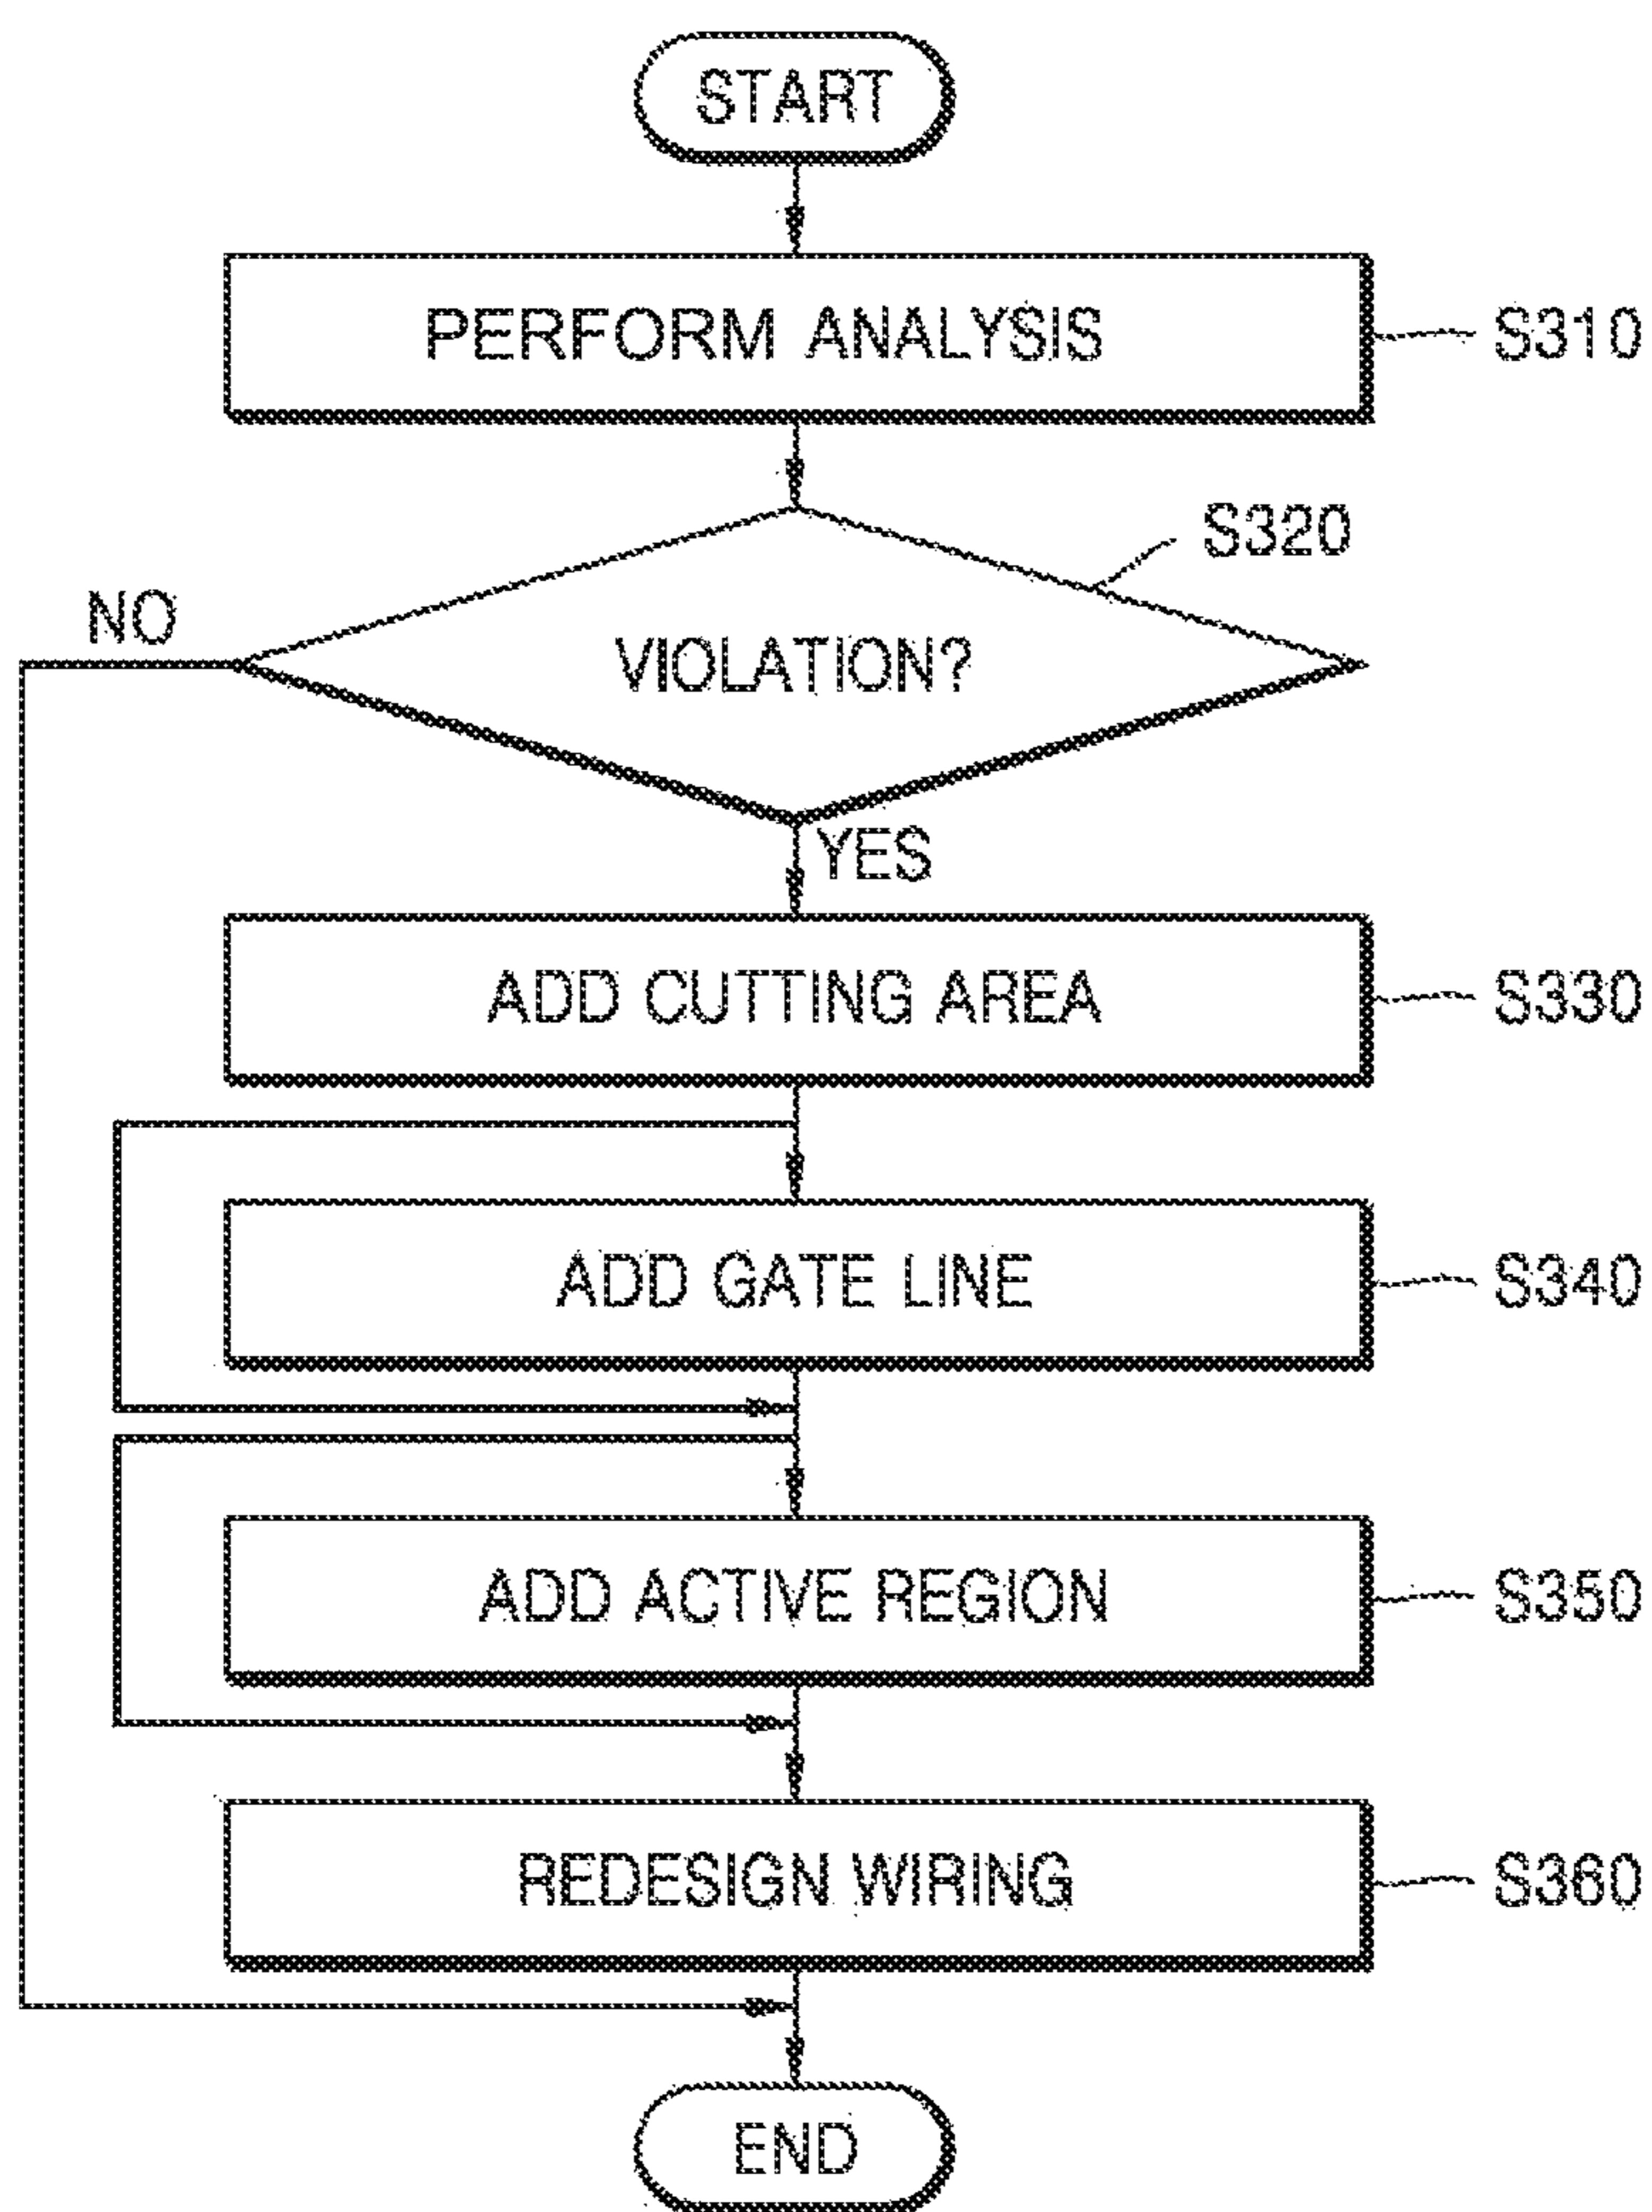 START
PERFORM ANALYSIS S310
S320
NO
VIOLATION?
YES
ADD CUTTING AREA S330
ADD GATE LINE S340
ADD ACTIVE REGION S350
REDESIGN WIRING S360
END